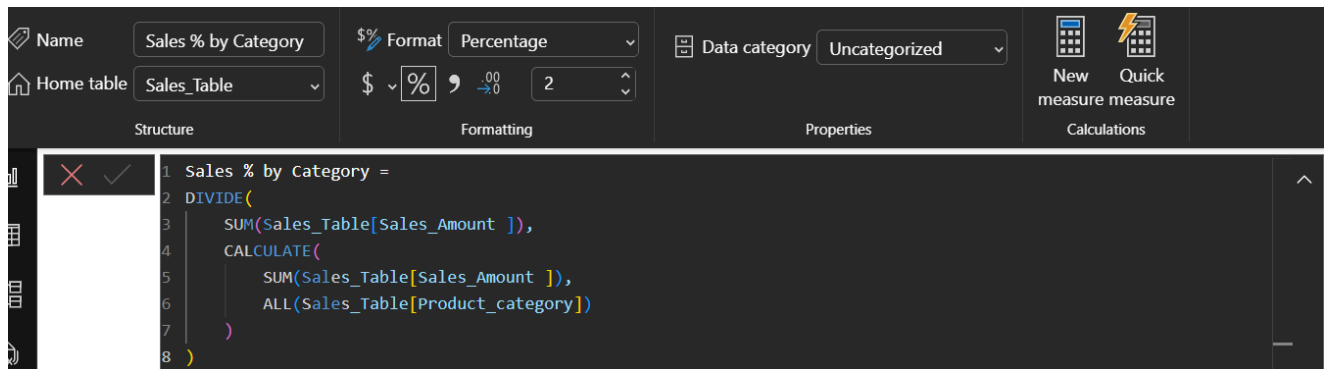 Name Sales % by Category $% Format Percentage Data category Uncategorized
Home table Sales_Table $ % , .00 →.0 2 New measure Quick measure
Structure Formatting Properties Calculations
1 Sales % by Category =
2 DIVIDE(
3 SUM(Sales_Table[Sales_Amount ]),
4 CALCULATE(
5 SUM(Sales_Table[Sales_Amount ]),
6 ALL(Sales_Table[Product_category])
7 )
8 )